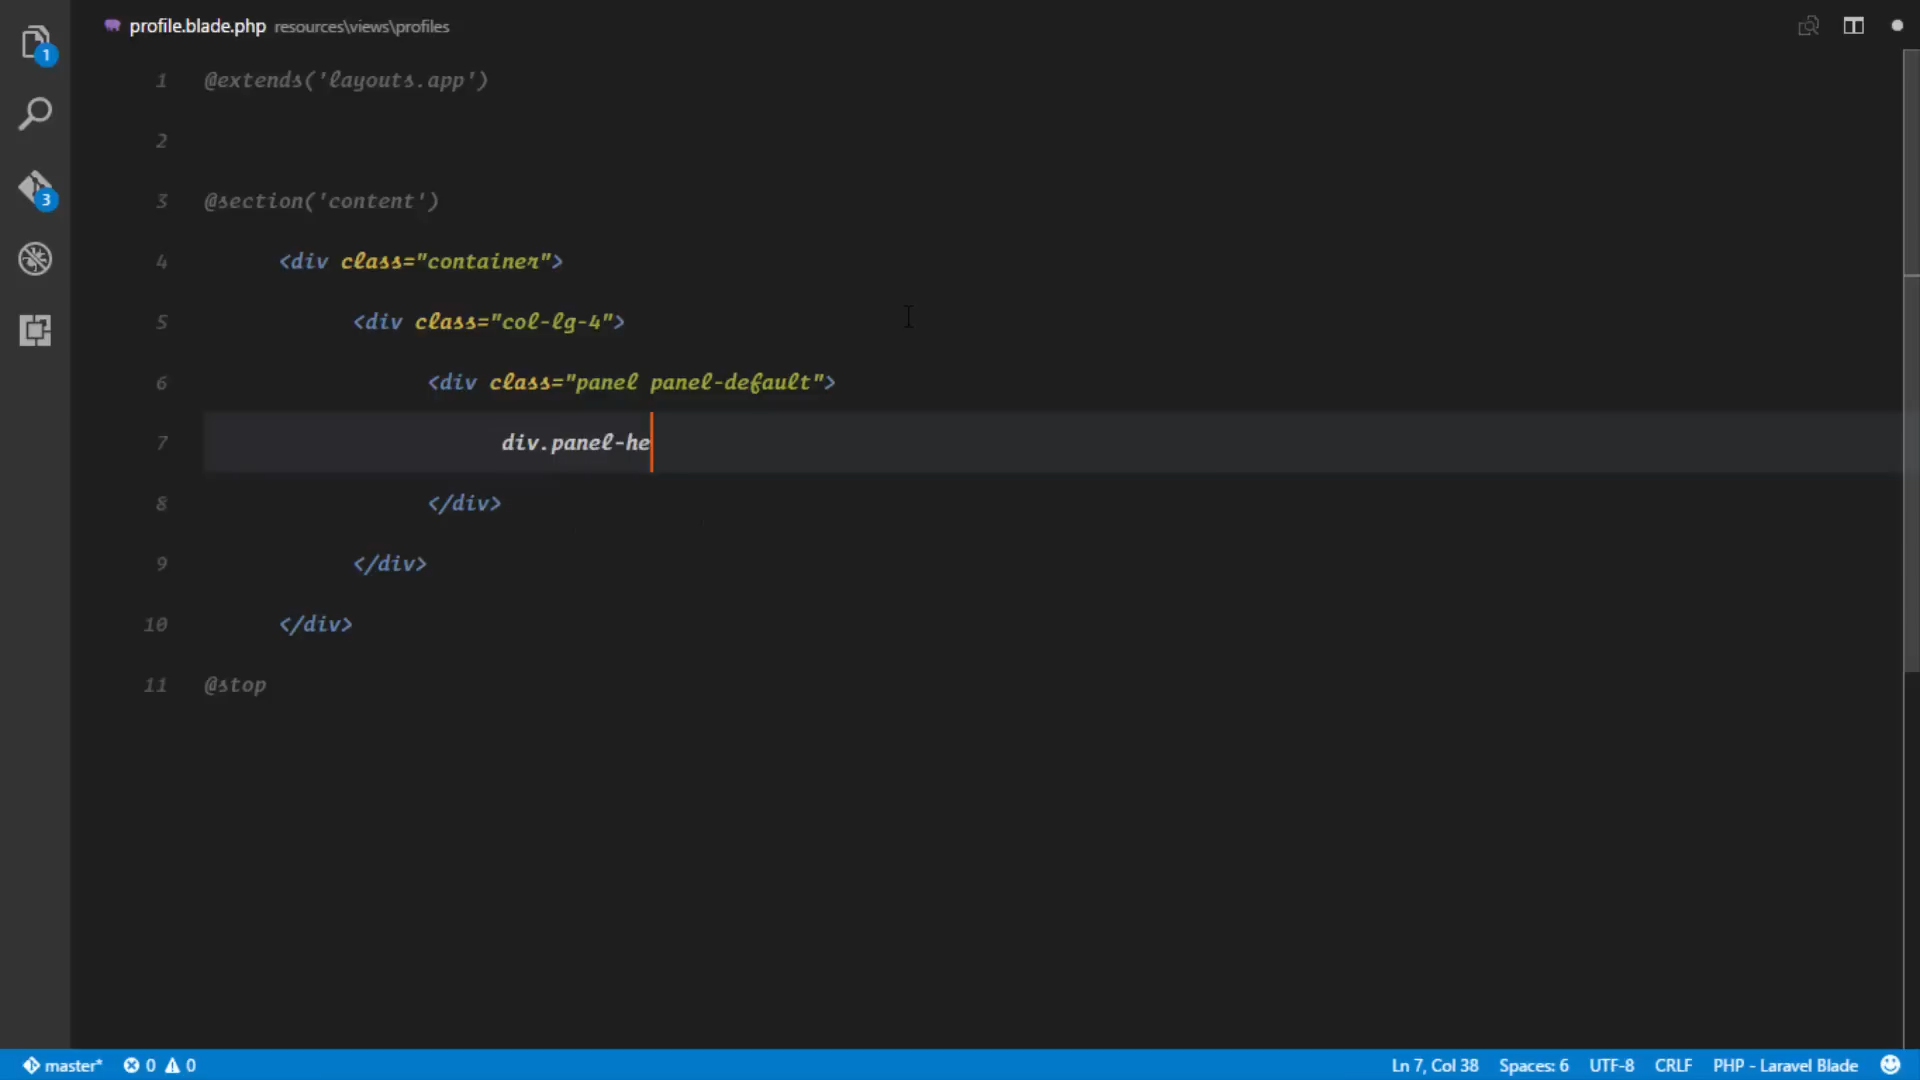 profile.blade.php resources\views\profiles
1 @extends('layouts.app')
2
3 @section('content')
4 <div class="container">
5 <div class="col-lg-4">
6 <div class="panel panel-default">
7 div.panel-he
8 </div>
9 </div>
10 </div>
11 @stop
1
3
master* 0 0 Ln 7, Col 38 Spaces: 6 UTF-8 CRLF PHP - Laravel Blade